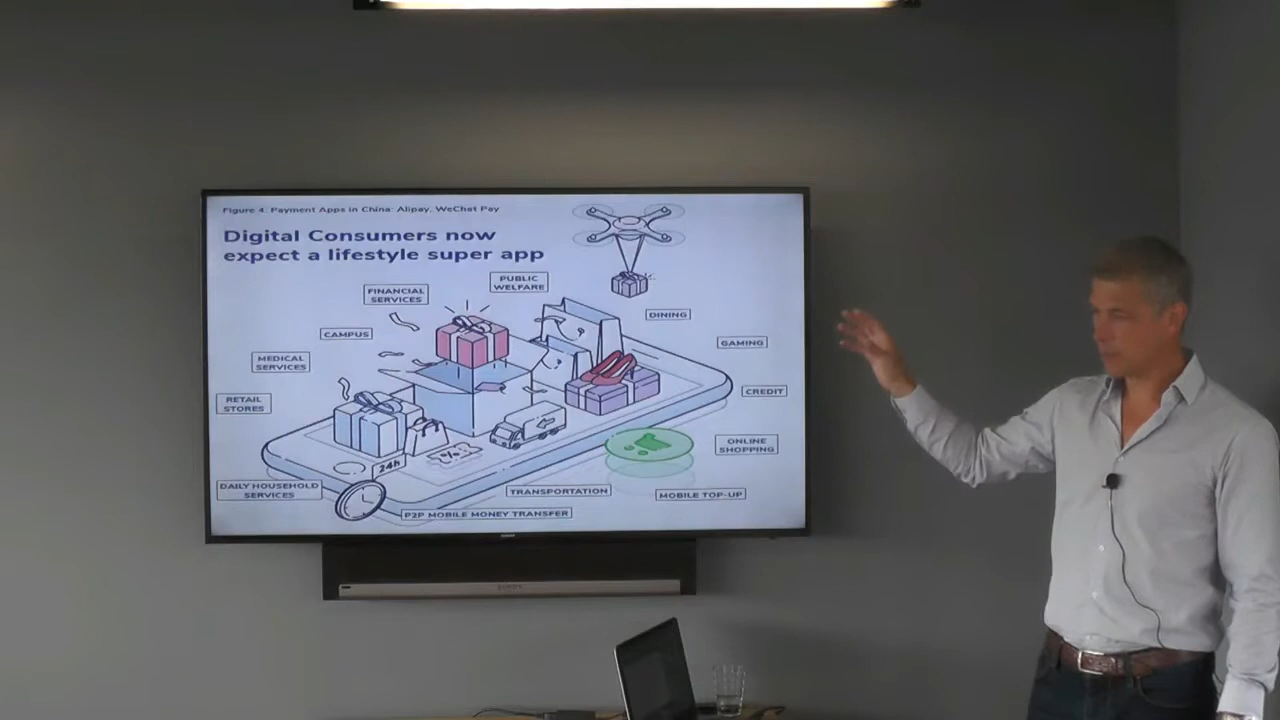 Figure 4: Payment Apps in China: Alipay, WeChat Pay
Digital Consumers now
expect a lifestyle super app
PUBLIC
WELFARE
FINANCIAL
SERVICES
DINING
CAMPUS
GAMING
MEDICAL
SERVICES
CREDIT
RETAIL
STORES
ONLINE
SHOPPING
24h
%
DAILY HOUSEHOLD
SERVICES
TRANSPORTATION
MOBILE TOP-UP
P2P MOBILE MONEY TRANSFER